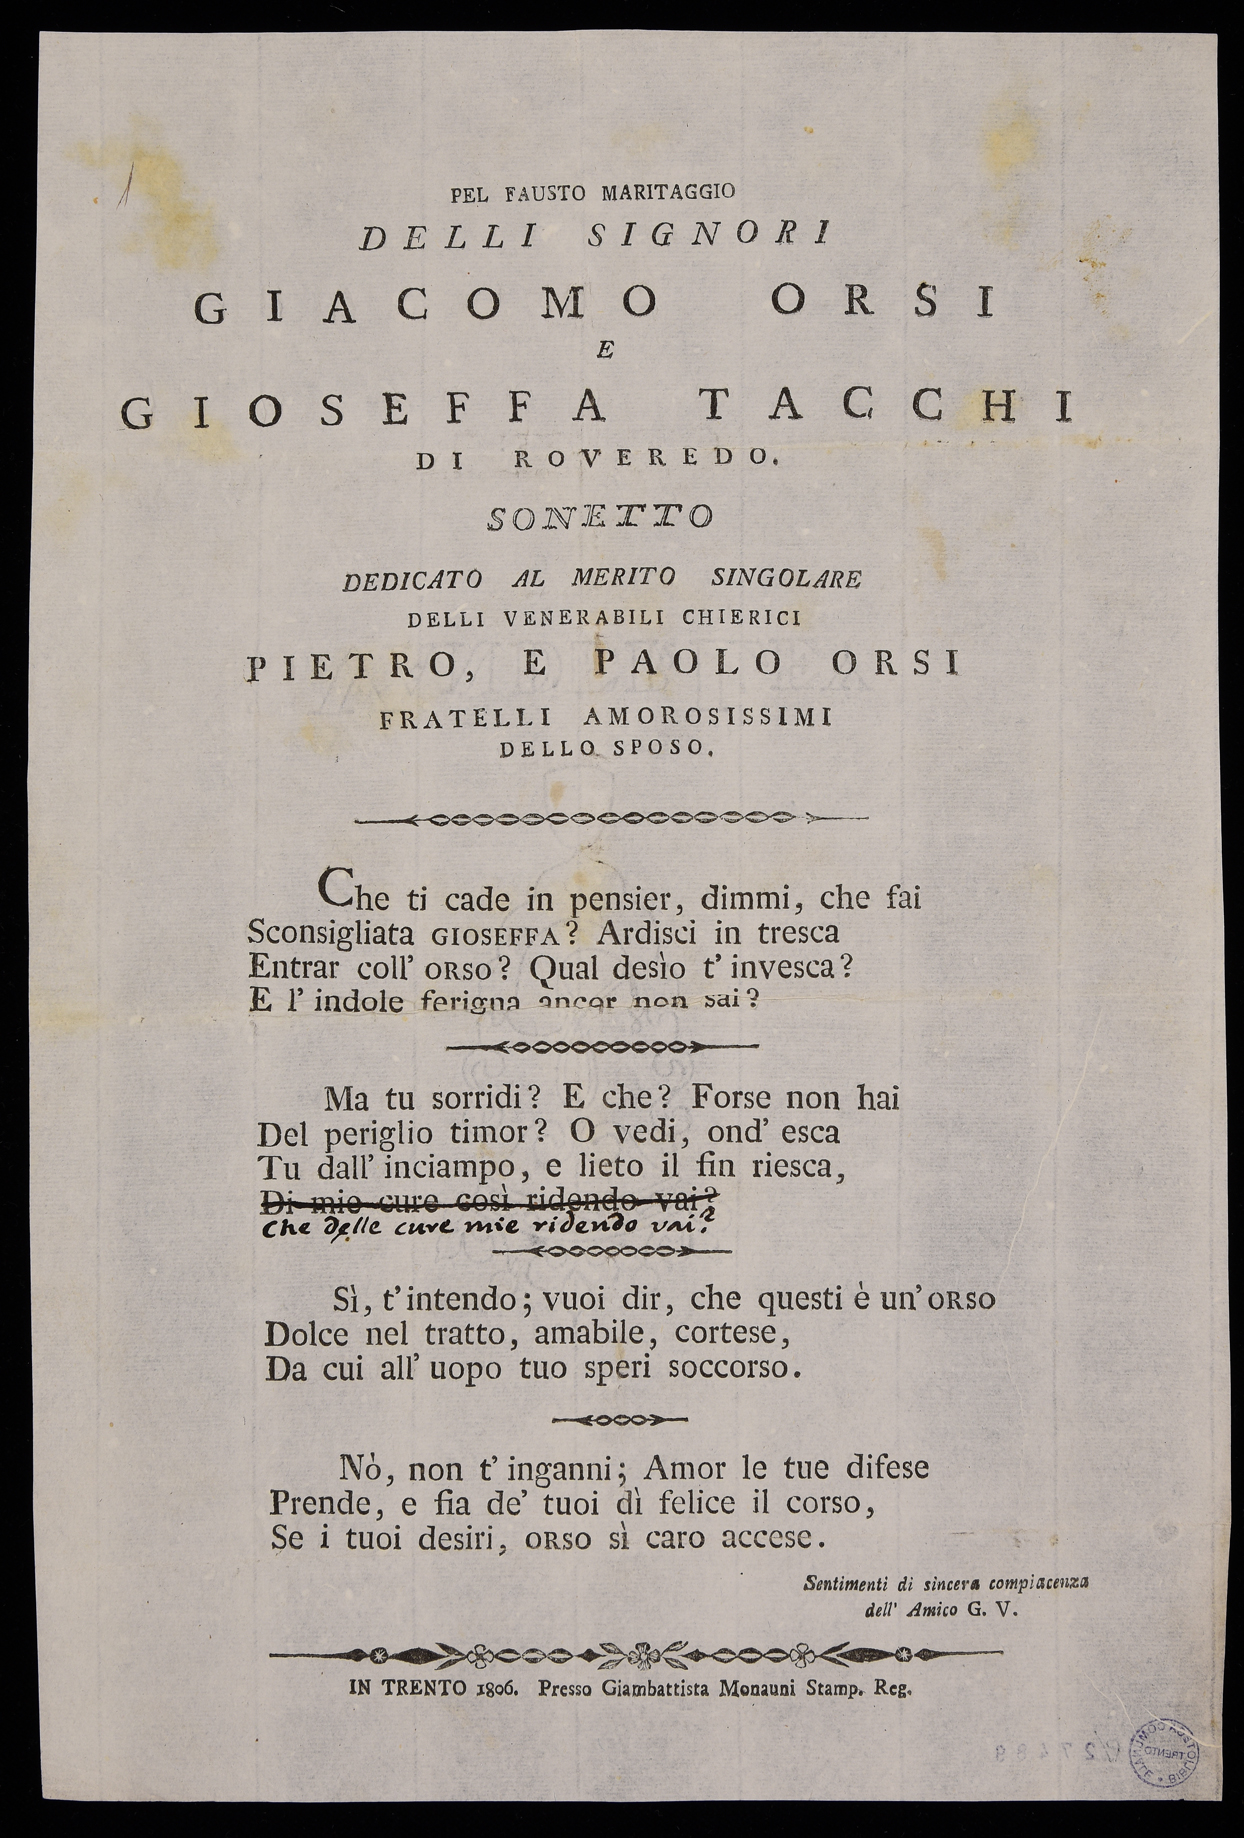 PEL FAUSTO MARITAGGIO
DELLI SIGNORI
GIACOMO ORSI
E
GIOSEFFA TACCHI
DI ROVEREDO.
SONETTO
DEDICATO AL MERITO SINGOLARE
DELLI VENERABILI CHIERICI
PIETRO, E PAOLO ORSI
FRATELLI AMOROSISSIMI
DELLO SPOSO.
Che ti cade in pensier, dimmi, che fai
Sconsigliata GIOSEFFA? Ardisci in tresca
Entrar coll' ORSO? Qual desìo t' invesca?
E l' indole ferigna ancor non sai?
Ma tu sorridi? E che? Forse non hai
Del periglio timor? O vedi, ond' esca
Tu dall' inciampo, e lieto il fin riesca,
Di mie cure così ridendo vai?
Che delle cure mie ridendo vai?
Sì, t' intendo; vuoi dir, che questi è un' ORSO
Dolce nel tratto, amabile, cortese,
Da cui all' uopo tuo speri soccorso.
Nò, non t' inganni; Amor le tue difese
Prende, e fia de' tuoi dì felice il corso,
Se i tuoi desiri, ORSO sì caro accese.
Sentimenti di sincera compiacenza
dell' Amico G. V.
IN TRENTO 1806. Presso Giambattista Monauni Stamp. Reg.
27489
TRENTO